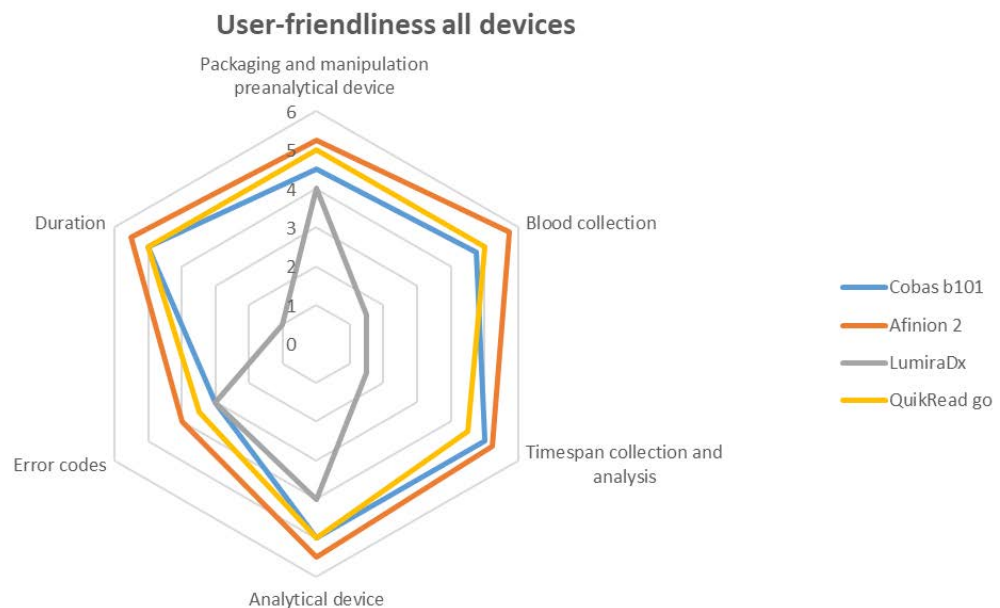 User-friendliness all devices
Packaging and manipulation
preanalytical device
6
5
4
3
2
1
0
Duration
Blood collection
Cobas b101
Afinion 2
LumiraDx
QuikRead go
Error codes
Timespan collection and
analysis
Analytical device